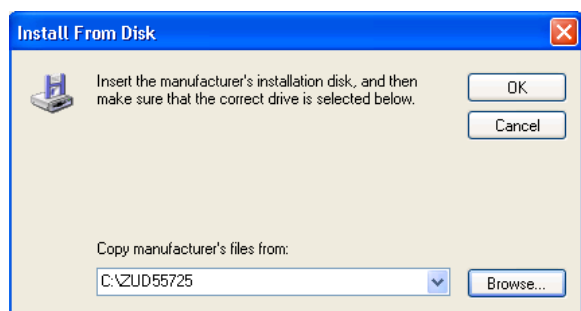 Install From Disk
Insert the manufacturer's installation disk, and then
make sure that the correct drive is selected below.
OK
Cancel
Copy manufacturer's files from:
C:\ZUD55725
Browse...